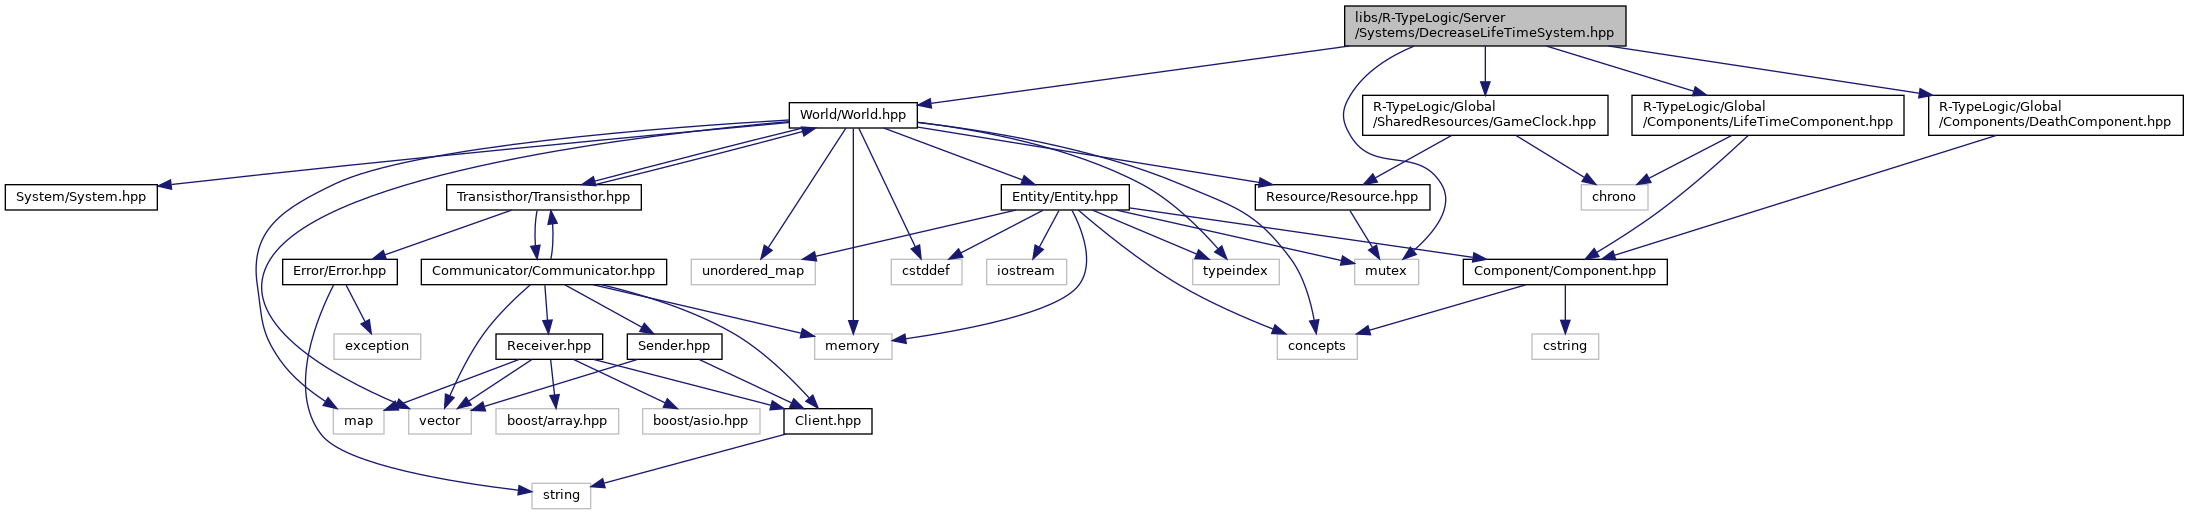 libs/R-TypeLogic/Server
/Systems/DecreaseLifeTimeSystem.hpp
World/World.hpp
R-TypeLogic/Global
/SharedResources/GameClock.hpp
R-TypeLogic/Global
/Components/LifeTimeComponent.hpp
R-TypeLogic/Global
/Components/DeathComponent.hpp
System/System.hpp
Transisthor/Transisthor.hpp
Entity/Entity.hpp
Resource/Resource.hpp
chrono
Error/Error.hpp
Communicator/Communicator.hpp
unordered_map
cstddef
iostream
typeindex
mutex
Component/Component.hpp
exception
Receiver.hpp
Sender.hpp
memory
concepts
cstring
map
vector
boost/array.hpp
boost/asio.hpp
Client.hpp
string